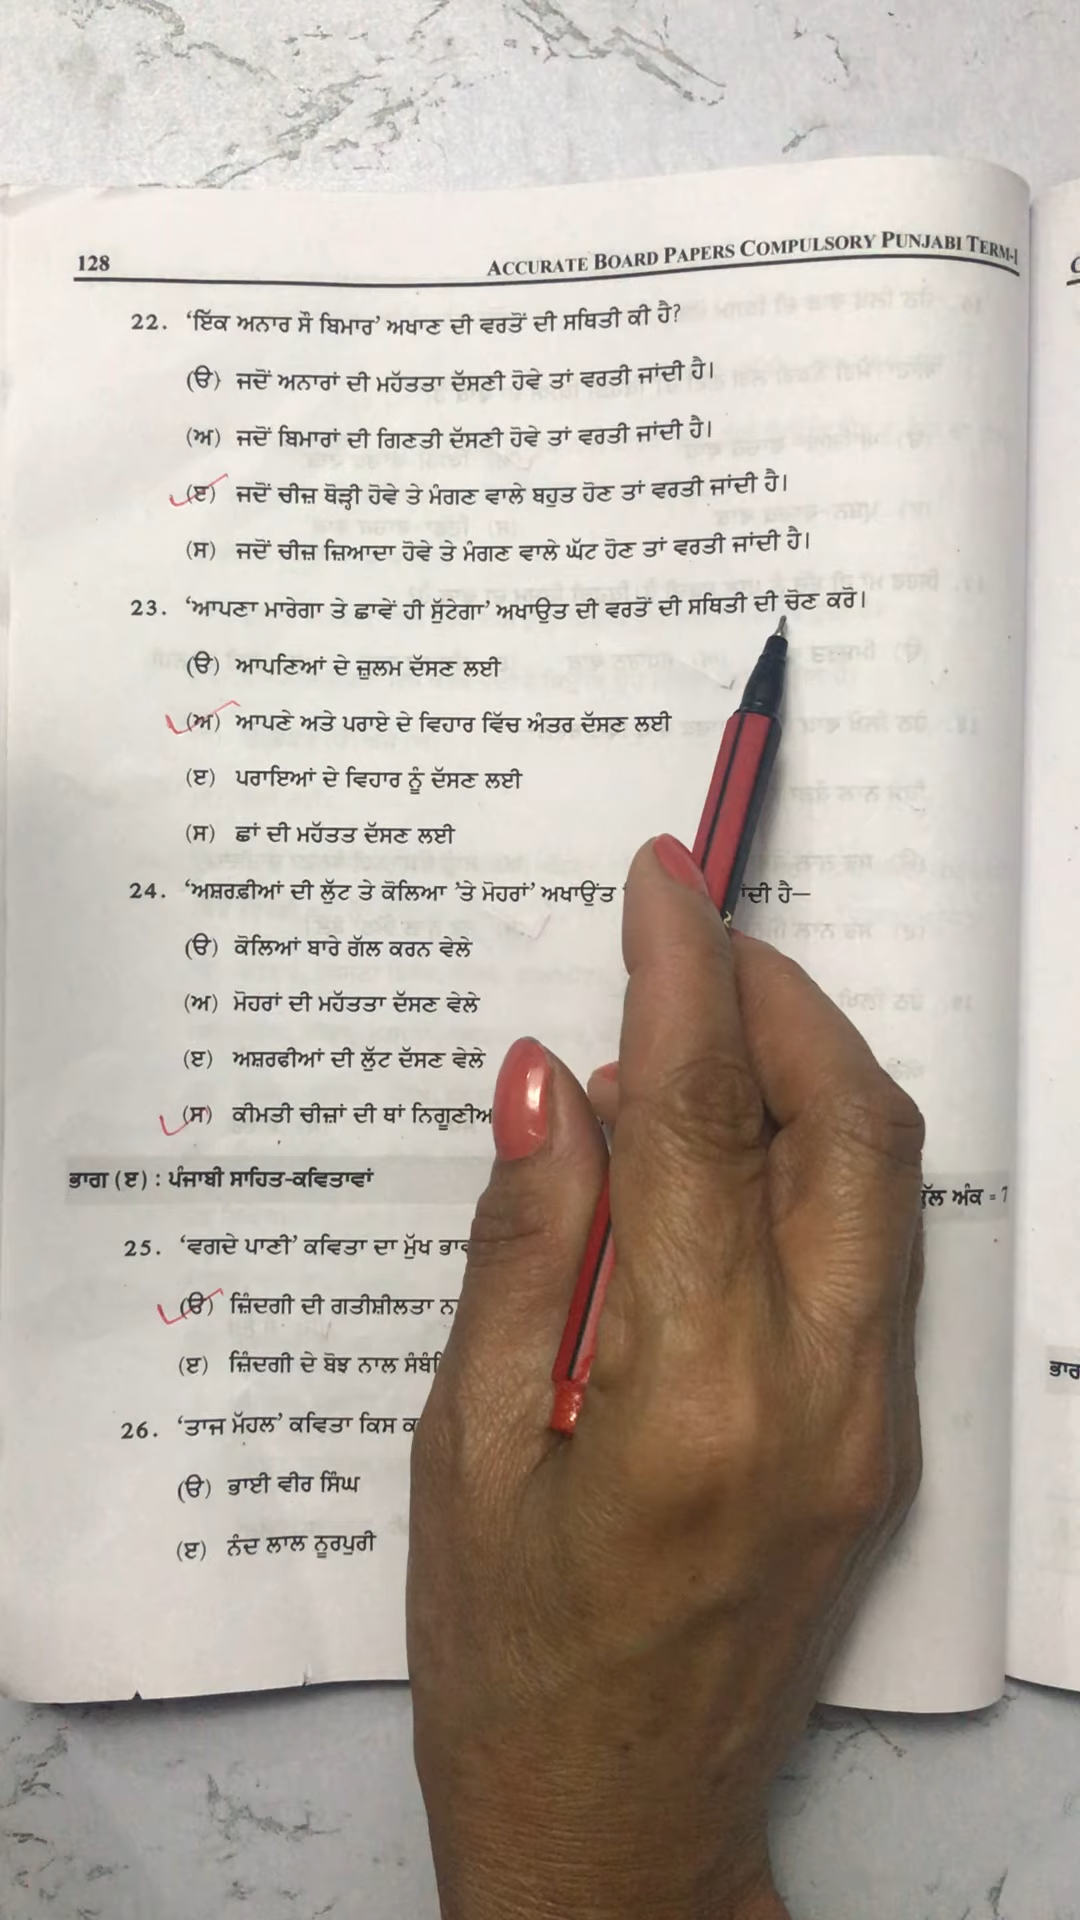 128
ACCURATE BOARD PAPERS COMPULSORY PUNJABI TERM-I
22. ‘ਇੱਕ ਅਨਾਰ ਸੌ ਬਿਮਾਰ’ ਅਖਾਣ ਦੀ ਵਰਤੋਂ ਦੀ ਸਥਿਤੀ ਕੀ ਹੈ?
(ੳ) ਜਦੋਂ ਅਨਾਰਾਂ ਦੀ ਮਹੱਤਤਾ ਦੱਸਣੀ ਹੋਵੇ ਤਾਂ ਵਰਤੀ ਜਾਂਦੀ ਹੈ।
(ਅ) ਜਦੋਂ ਬਿਮਾਰਾਂ ਦੀ ਗਿਣਤੀ ਦੱਸਣੀ ਹੋਵੇ ਤਾਂ ਵਰਤੀ ਜਾਂਦੀ ਹੈ।
(ੲ) ਜਦੋਂ ਚੀਜ਼ ਥੋੜ੍ਹੀ ਹੋਵੇ ਤੇ ਮੰਗਣ ਵਾਲੇ ਬਹੁਤ ਹੋਣ ਤਾਂ ਵਰਤੀ ਜਾਂਦੀ ਹੈ।
(ਸ) ਜਦੋਂ ਚੀਜ਼ ਜ਼ਿਆਦਾ ਹੋਵੇ ਤੇ ਮੰਗਣ ਵਾਲੇ ਘੱਟ ਹੋਣ ਤਾਂ ਵਰਤੀ ਜਾਂਦੀ ਹੈ।
23. ‘ਆਪਣਾ ਮਾਰੇਗਾ ਤੇ ਛਾਵੇਂ ਹੀ ਸੁੱਟੇਗਾ’ ਅਖਾਉਤ ਦੀ ਵਰਤੋਂ ਦੀ ਸਥਿਤੀ ਦੀ ਚੋਣ ਕਰੋ।
(ੳ) ਆਪਣਿਆਂ ਦੇ ਜ਼ੁਲਮ ਦੱਸਣ ਲਈ
(ਅ) ਆਪਣੇ ਅਤੇ ਪਰਾਏ ਦੇ ਵਿਹਾਰ ਵਿੱਚ ਅੰਤਰ ਦੱਸਣ ਲਈ
(ੲ) ਪਰਾਇਆਂ ਦੇ ਵਿਹਾਰ ਨੂੰ ਦੱਸਣ ਲਈ
(ਸ) ਛਾਂ ਦੀ ਮਹੱਤਤ ਦੱਸਣ ਲਈ
24. ‘ਅਸ਼ਰਫ਼ੀਆਂ ਦੀ ਲੁੱਟ ਤੇ ਕੋਲਿਆ ’ਤੇ ਮੋਹਰਾਂ’ ਅਖਾਉਂਤ ਹੈ—
(ੳ) ਕੋਲਿਆਂ ਬਾਰੇ ਗੱਲ ਕਰਨ ਵੇਲੇ
(ਅ) ਮੋਹਰਾਂ ਦੀ ਮਹੱਤਤਾ ਦੱਸਣ ਵੇਲੇ
(ੲ) ਅਸ਼ਰਫੀਆਂ ਦੀ ਲੁੱਟ ਦੱਸਣ ਵੇਲੇ
(ਸ) ਕੀਮਤੀ ਚੀਜ਼ਾਂ ਦੀ ਥਾਂ
ਭਾਗ (ੲ) : ਪੰਜਾਬੀ ਸਾਹਿਤ-ਕਵਿਤਾਵਾਂ ਅੰਕ = 7
25. ‘ਵਗਦੇ ਪਾਣੀ’ ਕਵਿਤਾ ਦਾ ਮੁੱਖ
(ੳ) ਜ਼ਿੰਦਗੀ ਦੀ ਗਤੀਸ਼ੀਲਤਾ
(ੲ) ਜ਼ਿੰਦਗੀ ਦੇ ਬੋਝ ਨਾਲ
26. ‘ਤਾਜ ਮੱਹਲ’ ਕਵਿਤਾ ਕਿਸ
(ੳ) ਭਾਈ ਵੀਰ ਸਿੰਘ
(ੲ) ਨੰਦ ਲਾਲ ਨੂਰਪੁਰੀ